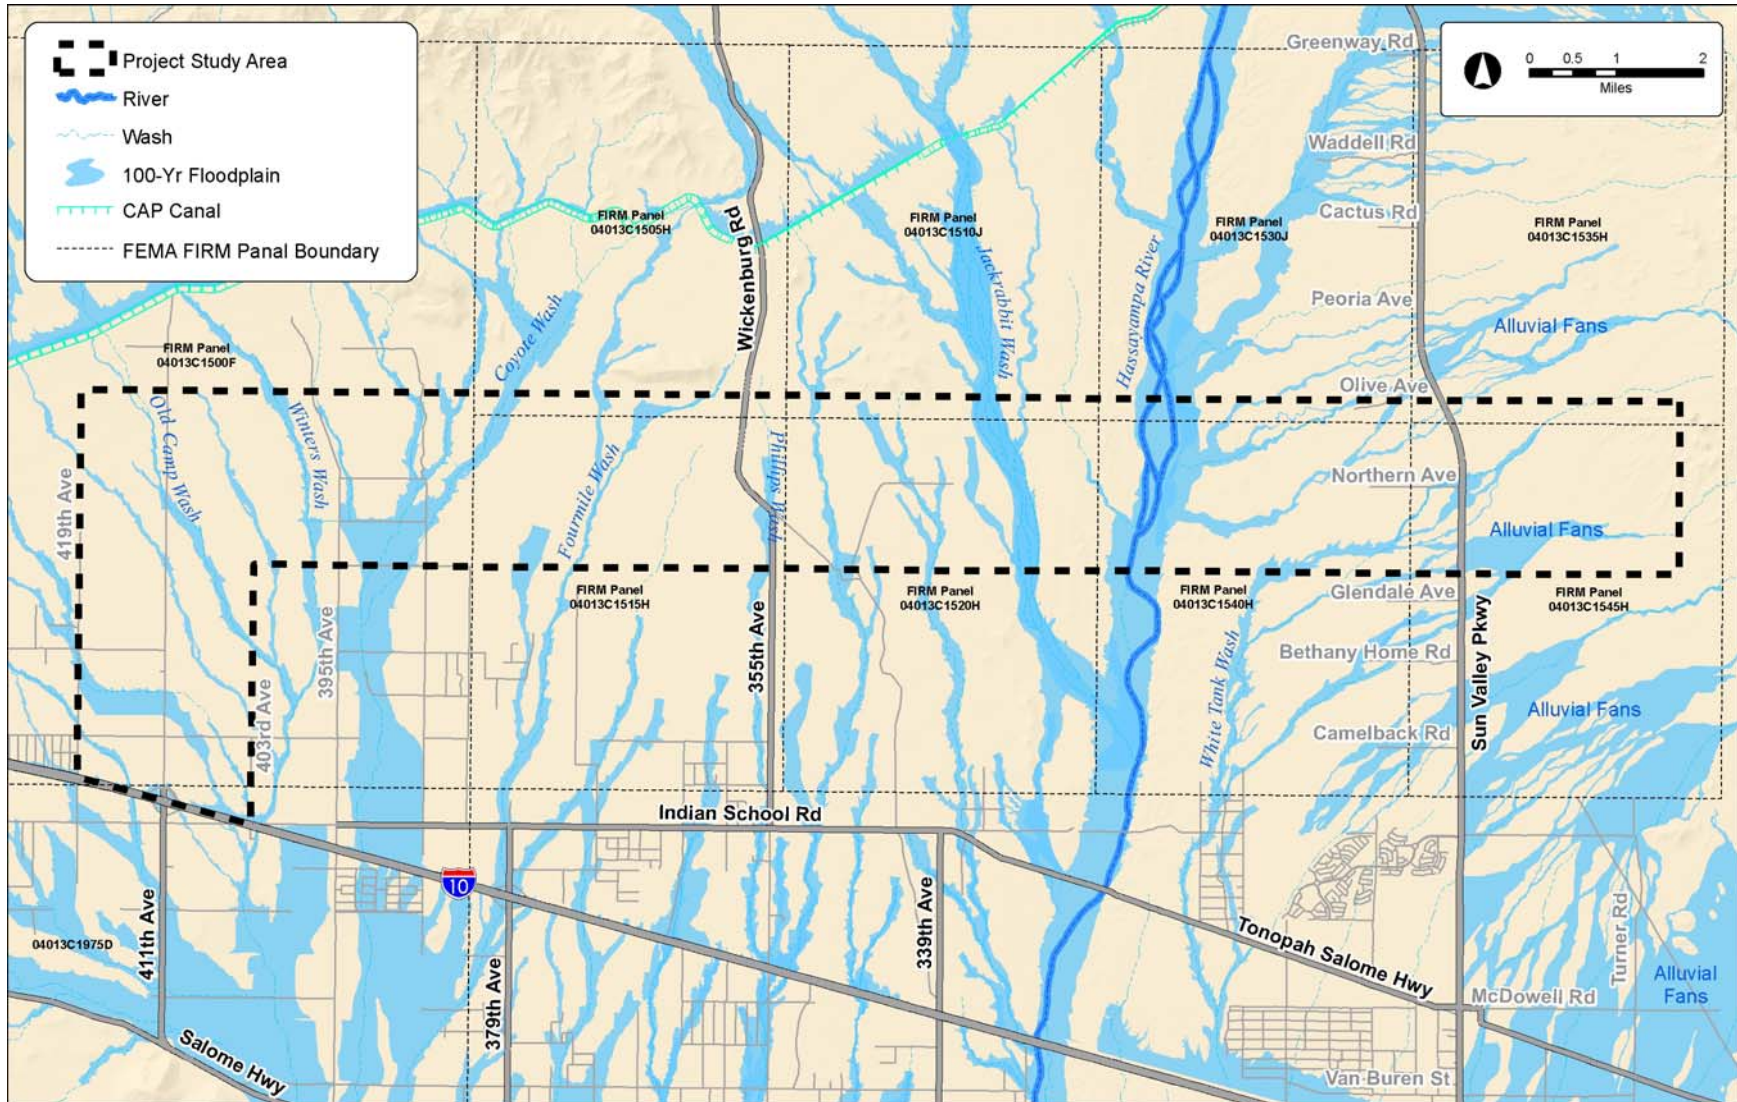 Project Study Area
River
Wash
100-Yr Floodplain
CAP Canal
FEMA FIRM Panal Boundary
0 0.5 1 2
Miles
Greenway Rd
Waddell Rd
Cactus Rd
Peoria Ave
Olive Ave
Northern Ave
Glendale Ave
Bethany Home Rd
Camelback Rd
FIRM Panel
04013C1505H
FIRM Panel
04013C1510J
FIRM Panel
04013C1530J
FIRM Panel
04013C1535H
FIRM Panel
04013C1500F
Wickenburg Rd
Coyote Wash
Jackrabbit Wash
Hassayampa River
Alluvial Fans
Old Camp Wash
Winters Wash
Fourmile Wash
Phillips Wash
Alluvial Fans
419th Ave
403rd Ave
395th Ave
355th Ave
FIRM Panel
04013C1515H
FIRM Panel
04013C1520H
FIRM Panel
04013C1540H
FIRM Panel
04013C1545H
White Tank Wash
Sun Valley Pkwy
Alluvial Fans
Indian School Rd
10
411th Ave
379th Ave
339th Ave
04013C1975D
Salome Hwy
Tonopah Salome Hwy
Turner Rd
Alluvial
Fans
McDowell Rd
Van Buren St